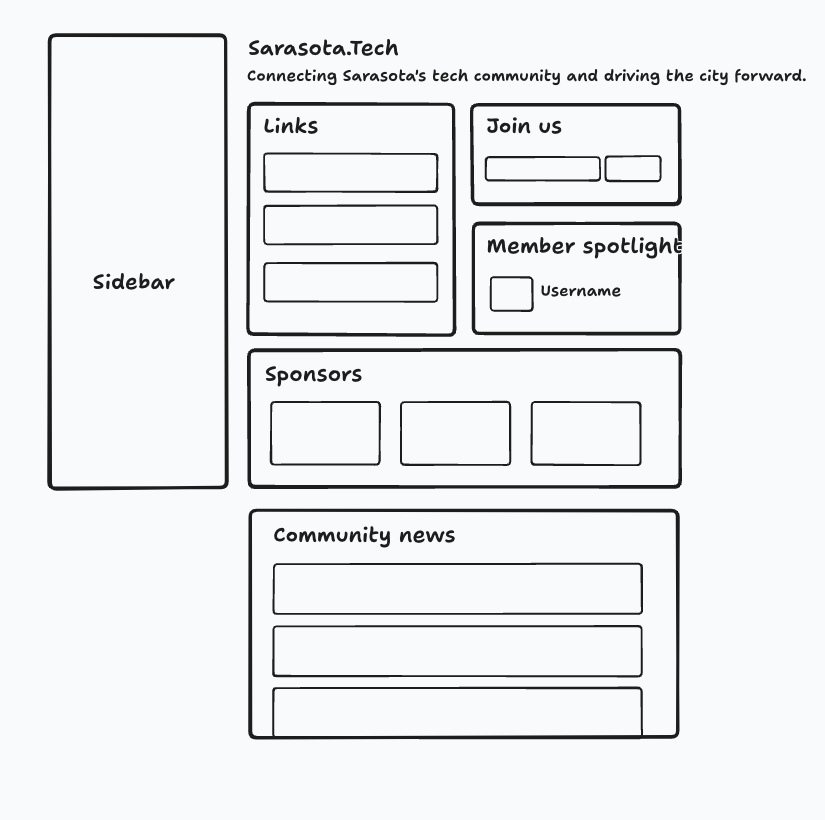 Sarasota.Tech
Connecting Sarasota's tech community and driving the city forward.
Links
Join us
Member spotlight
Username
Sidebar
Sponsors
Community news